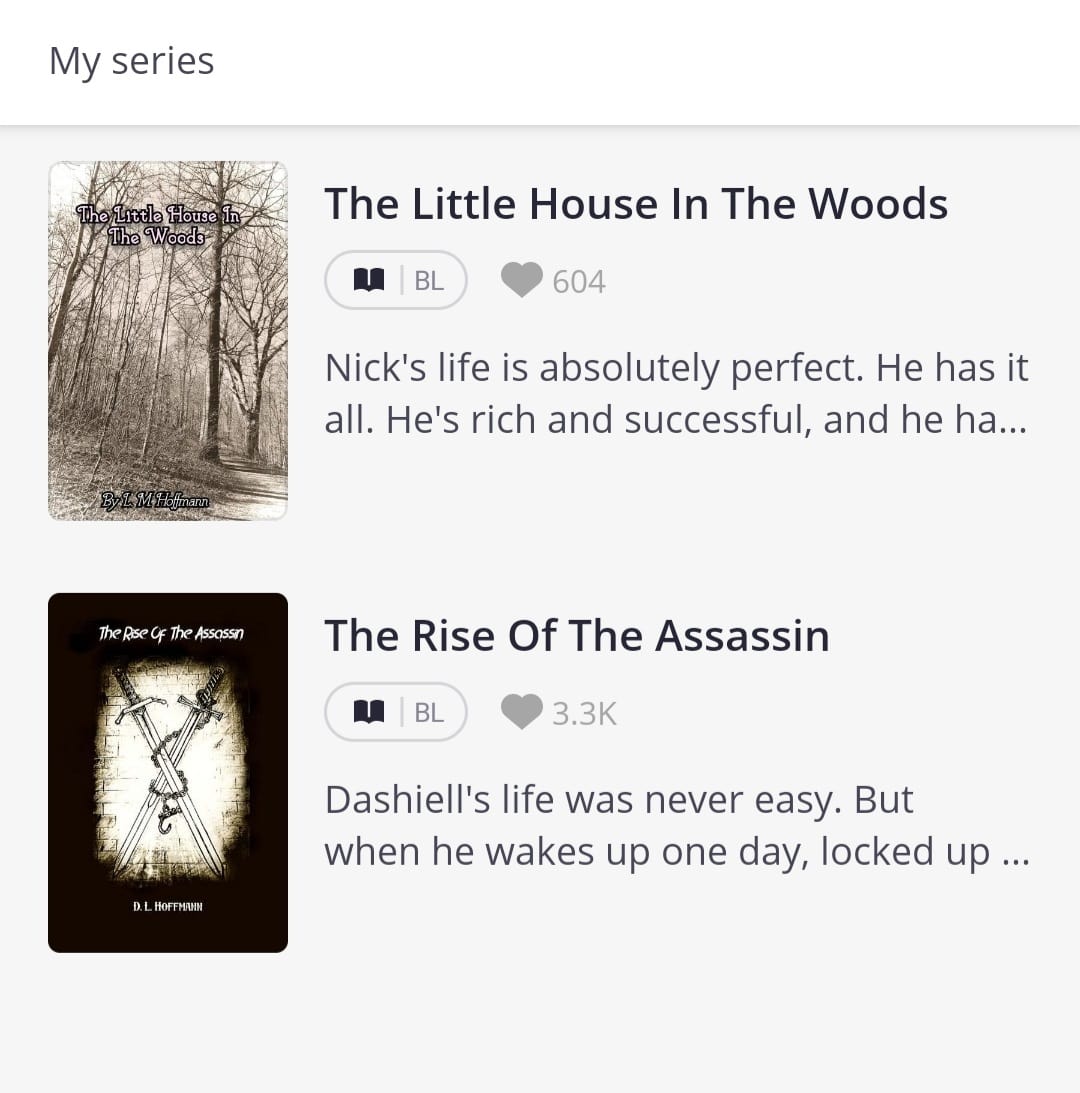 My series
The Little House In
The Woods
By L. M. Hoffmann
The Little House In The Woods
BL 604
Nick's life is absolutely perfect. He has it
all. He's rich and successful, and he ha...
The Rise Of The Assassin
D. L. Hoffmann
The Rise Of The Assassin
BL 3.3K
Dashiell's life was never easy. But
when he wakes up one day, locked up ...